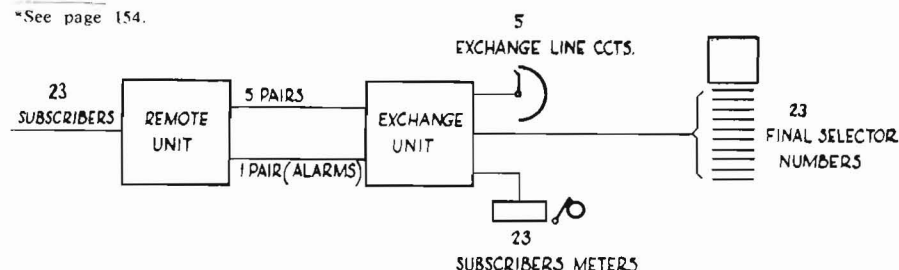 *See page 154.
5
EXCHANGE LINE CCTS.
23
SUBSCRIBERS
REMOTE
UNIT
5 PAIRS
1 PAIR (ALARMS)
EXCHANGE
UNIT
23
FINAL SELECTOR
NUMBERS
23
SUBSCRIBERS METERS